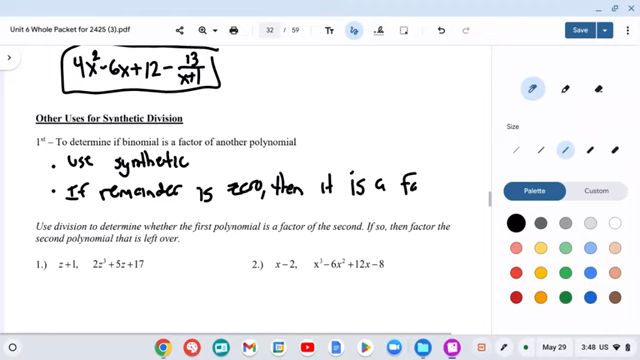 Unit 6 Whole Packet for 2425 (3).pdf
32 / 59
Save
4x² - 6x + 12 - 13/(x+1)
Size
Other Uses for Synthetic Division
1st – To determine if binomial is a factor of another polynomial
• Use synthetic
• If remainder is zero, then it is a fa
Palette Custom
Use division to determine whether the first polynomial is a factor of the second. If so, then factor
the second polynomial that is left over.
1.) z + 1, 2z³ + 5z + 17 2.) x − 2, x³ − 6x² + 12x − 8
May 29 3:48 US